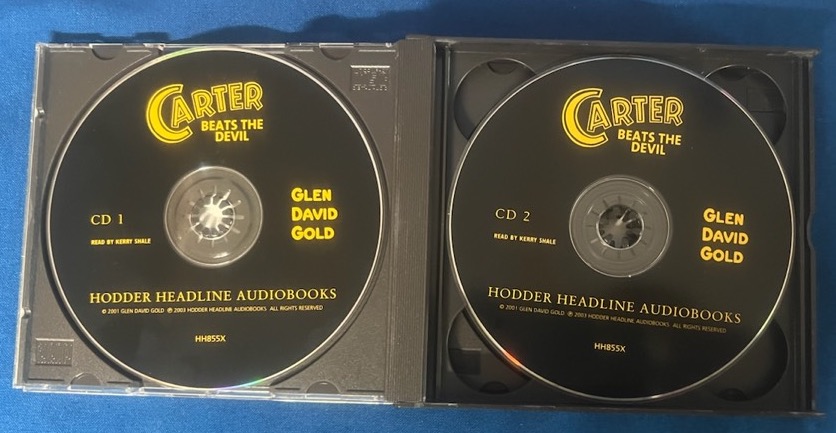 CARTER
BEATS THE
DEVIL
CD 1
READ BY KERRY SHALE
GLEN
DAVID
GOLD
HODDER HEADLINE AUDIOBOOKS
© 2001 GLEN DAVID GOLD ℗ 2003 HODDER HEADLINE AUDIOBOOKS ALL RIGHTS RESERVED
HH855X
CARTER
BEATS THE
DEVIL
CD 2
READ BY KERRY SHALE
GLEN
DAVID
GOLD
HODDER HEADLINE AUDIOBOOKS
© 2001 GLEN DAVID GOLD ℗ 2003 HODDER HEADLINE AUDIOBOOKS ALL RIGHTS RESERVED
HH855X